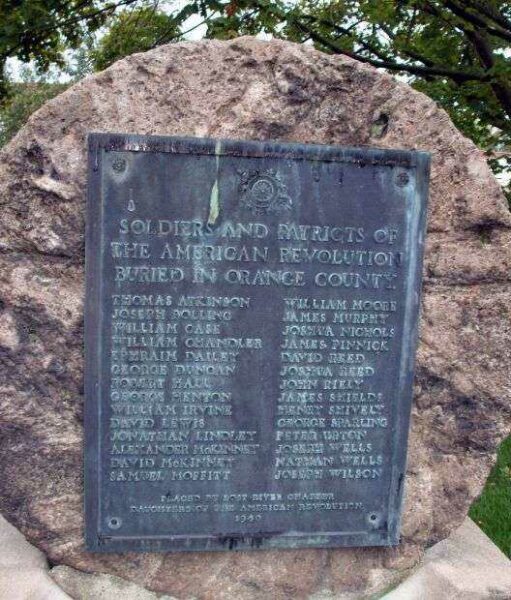 SOLDIERS AND PATRIOTS OF
THE AMERICAN REVOLUTION
BURIED IN ORANGE COUNTY.
THOMAS ATKINSON
JOSEPH BOLLING
WILLIAM CASE
WILLIAM CHANDLER
EPHRAIM DAILEY
GEORGE DUNCAN
ROBERT HALL
GEORGE HENTON
WILLIAM IRVINE
DAVID LEWIS
JONATHAN LINDLEY
ALEXANDER McKINNEY
DAVID McKINNEY
SAMUEL MOFFITT
WILLIAM MOORE
JAMES MURPHY
JOSHUA NICHOLS
JAMES PINNICK
DAVID REED
JOSHUA REED
JOHN RIELY
JAMES SHIELDS
HENRY SHIVELY
GEORGE SPARLING
PETER
JOSEPH WELLS
NATHAN WELLS
JOSEPH WILSON
PLACED BY LOST RIVER CHAPTER
DAUGHTERS OF THE AMERICAN REVOLUTION.
1940